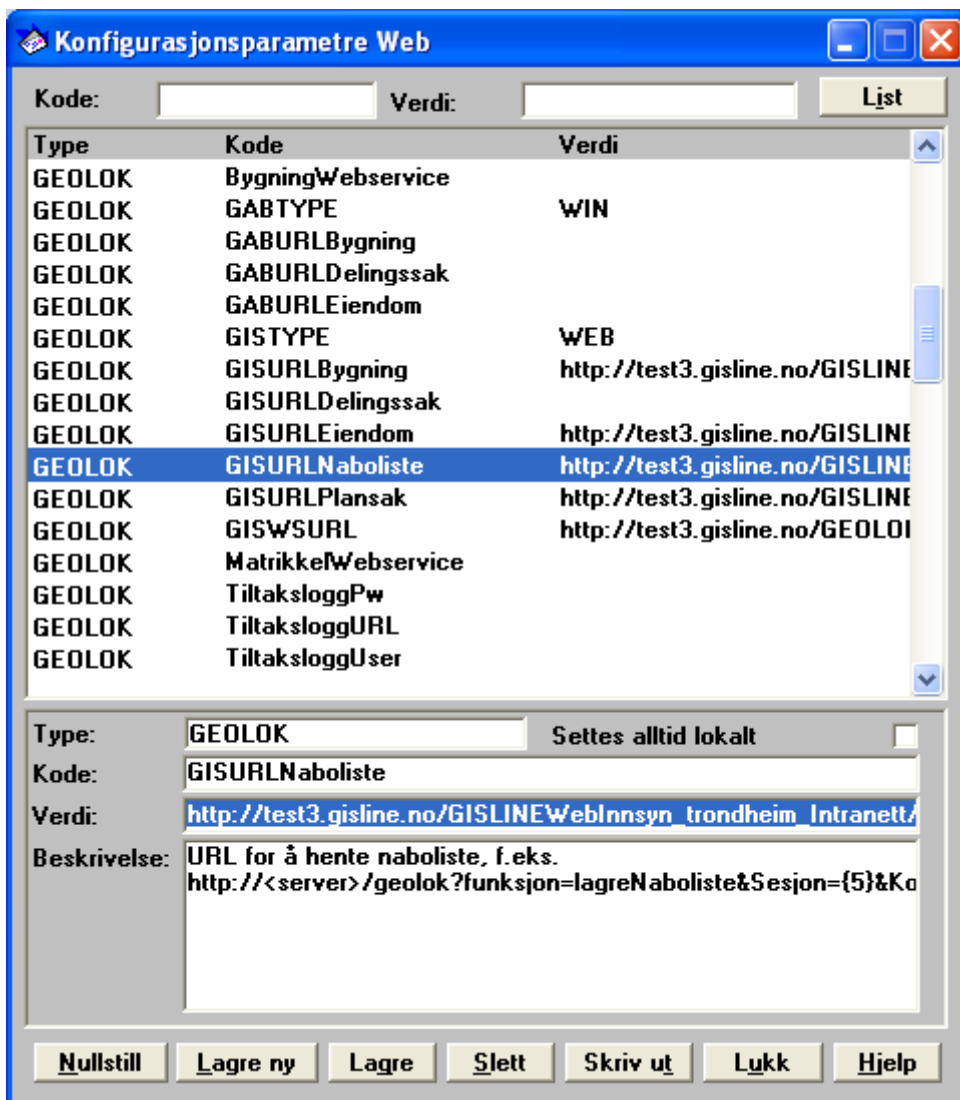 Konfigurasjonsparametre Web
Kode: Verdi: List
Type Kode Verdi
GEOLOK BygningWebservice
GEOLOK GABTYPE WIN
GEOLOK GABURLBygning
GEOLOK GABURLDelingssak
GEOLOK GABURLEiendom
GEOLOK GISTYPE WEB
GEOLOK GISURLBygning http://test3.gisline.no/GISLINE
GEOLOK GISURLDelingssak
GEOLOK GISURLEiendom http://test3.gisline.no/GISLINE
GEOLOK GISURLNaboliste http://test3.gisline.no/GISLINE
GEOLOK GISURLPlansak http://test3.gisline.no/GISLINE
GEOLOK GISWSURL http://test3.gisline.no/GEOLOI
GEOLOK MatrikkelWebservice
GEOLOK TiltaksloggPw
GEOLOK TiltaksloggURL
GEOLOK TiltaksloggUser
Type: GEOLOK Settes alltid lokalt
Kode: GISURLNaboliste
Verdi: http://test3.gisline.no/GISLINEWebInnsyn_trondheim_Intranett/
Beskrivelse: URL for å hente naboliste, f.eks.
http://<server>/geolok?funksjon=lagreNaboliste&Sesjon={5}&Ko
Nullstill Lagre ny Lagre Slett Skriv ut Lukk Hjelp